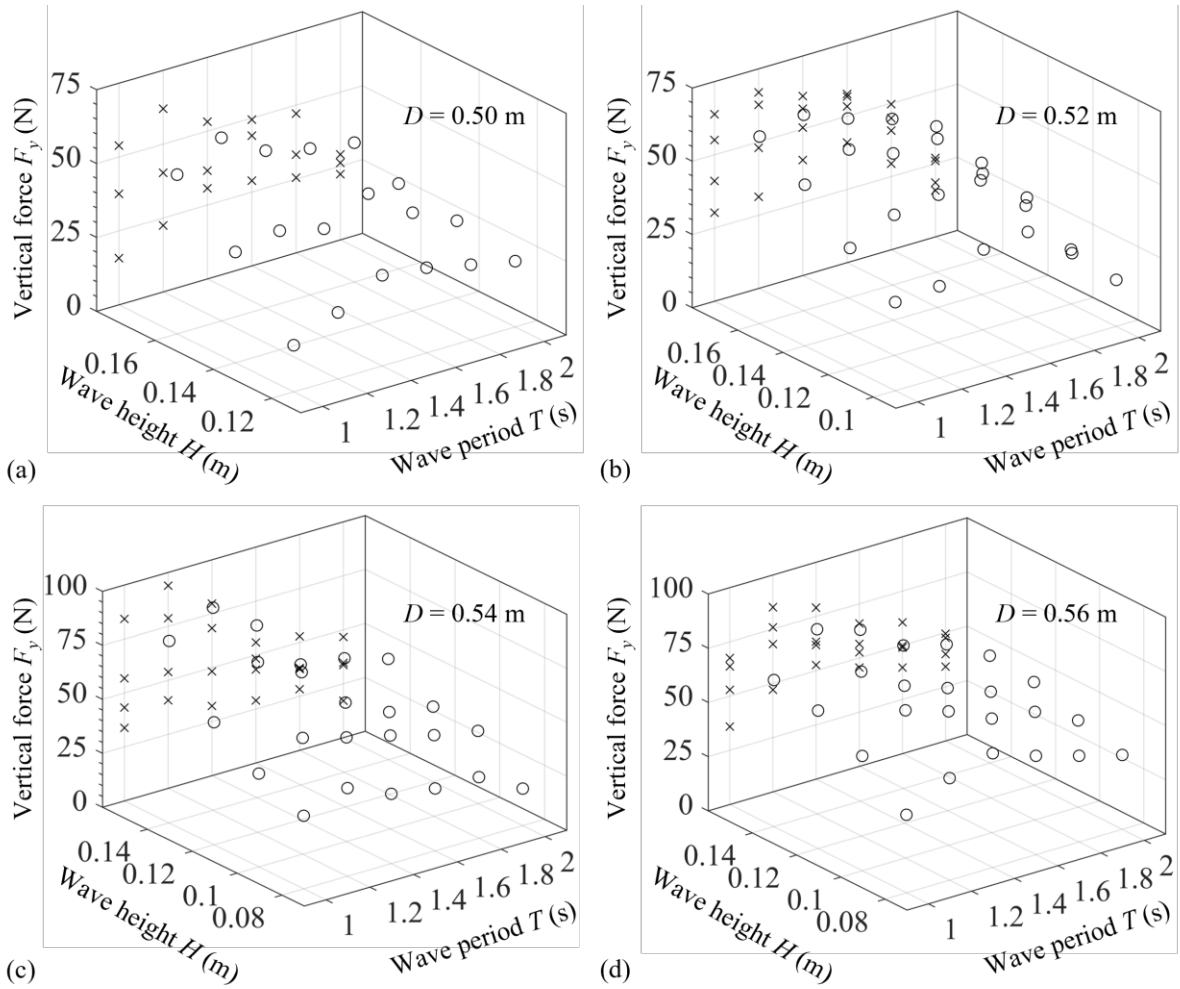 75
50
25
0
Vertical force Fy (N)
D = 0.50 m
0.16
0.14
0.12
Wave height H (m)
1
1.2
1.4
1.6
1.8
2
Wave period T (s)
(a)
75
50
25
0
Vertical force Fy (N)
D = 0.52 m
0.16
0.14
0.12
0.1
Wave height H (m)
1
1.2
1.4
1.6
1.8
2
Wave period T (s)
(b)
100
75
50
25
0
Vertical force Fy (N)
D = 0.54 m
0.14
0.12
0.1
0.08
Wave height H (m)
1
1.2
1.4
1.6
1.8
2
Wave period T (s)
(c)
100
75
50
25
0
Vertical force Fy (N)
D = 0.56 m
0.14
0.12
0.1
0.08
Wave height H (m)
1
1.2
1.4
1.6
1.8
2
Wave period T (s)
(d)